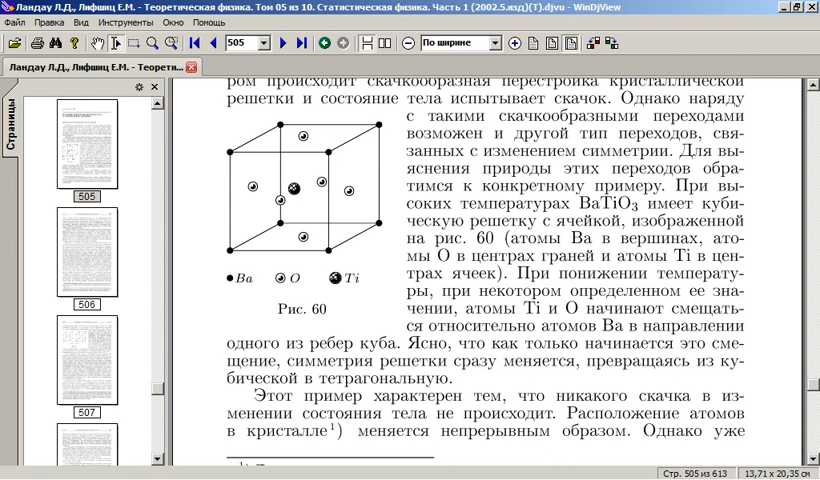 Ландау Л.Д., Лифшиц Е.М. - Теоретическая физика. Том 05 из 10. Статистическая физика. Часть 1 (2002.5.изд)(Т).djvu - WinDjView
Файл Правка Вид Инструменты Окно Помощь
505 По ширине
Ландау Л.Д., Лифшиц Е.М. - Теорети...
Страницы
505
506
507
ром происходит скачкообразная перестройка кристаллической
решетки и состояние тела испытывает скачок. Однако наряду
с такими скачкообразными переходами
возможен и другой тип переходов, свя-
занных с изменением симметрии. Для вы-
яснения природы этих переходов обра-
тимся к конкретному примеру. При вы-
соких температурах BaTiO3 имеет куби-
ческую решетку с ячейкой, изображенной
на рис. 60 (атомы Ba в вершинах, ато-
мы O в центрах граней и атомы Ti в цен-
трах ячеек). При понижении температу-
ры, при некотором определенном ее зна-
чении, атомы Ti и O начинают смещать-
ся относительно атомов Ba в направлении
Ba O Ti
Рис. 60
одного из ребер куба. Ясно, что как только начинается это сме-
щение, симметрия решетки сразу меняется, превращаясь из ку-
бической в тетрагональную.
Этот пример характерен тем, что никакого скачка в из-
менении состояния тела не происходит. Расположение атомов
в кристалле 1) меняется непрерывным образом. Однако уже
Стр. 505 из 613 13,71 x 20,35 см